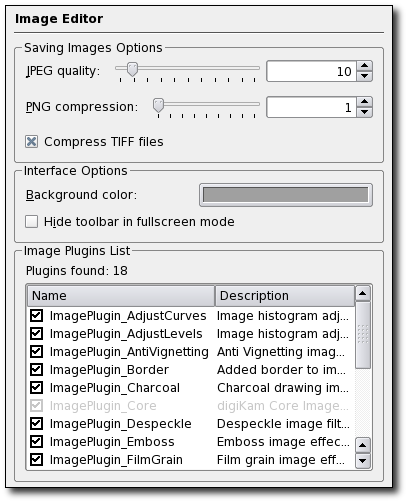 Image Editor
Saving Images Options
JPEG quality: 10
PNG compression: 1
Compress TIFF files
Interface Options
Background color:
Hide toolbar in fullscreen mode
Image Plugins List
Plugins found: 18
Name Description
ImagePlugin_AdjustCurves Image histogram adj...
ImagePlugin_AdjustLevels Image histogram adj...
ImagePlugin_AntiVignetting Anti Vignetting imag...
ImagePlugin_Border Added border to im...
ImagePlugin_Charcoal Charcoal drawing im...
ImagePlugin_Core digiKam Core Image...
ImagePlugin_Despeckle Despeckle image filt...
ImagePlugin_Emboss Emboss image effec...
ImagePlugin_FilmGrain Film grain image eff...